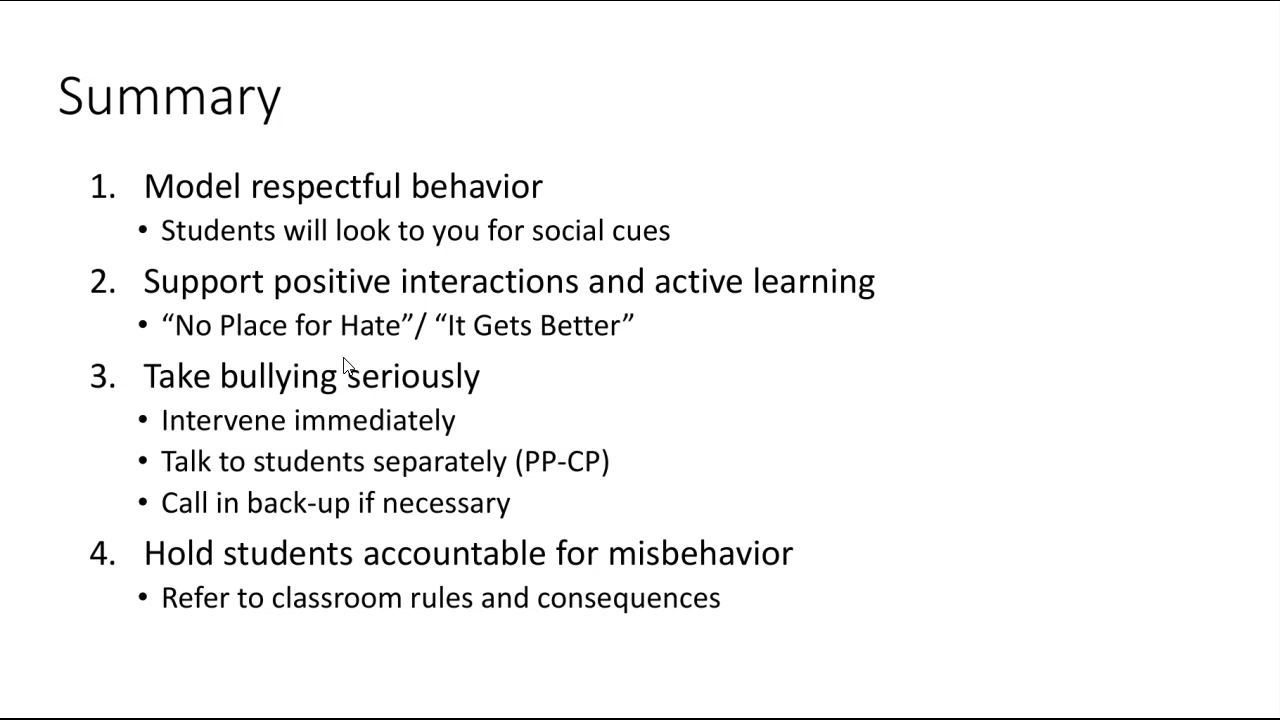 Summary
1. Model respectful behavior
• Students will look to you for social cues
2. Support positive interactions and active learning
• “No Place for Hate”/ “It Gets Better”
3. Take bullying seriously
• Intervene immediately
• Talk to students separately (PP-CP)
• Call in back-up if necessary
4. Hold students accountable for misbehavior
• Refer to classroom rules and consequences